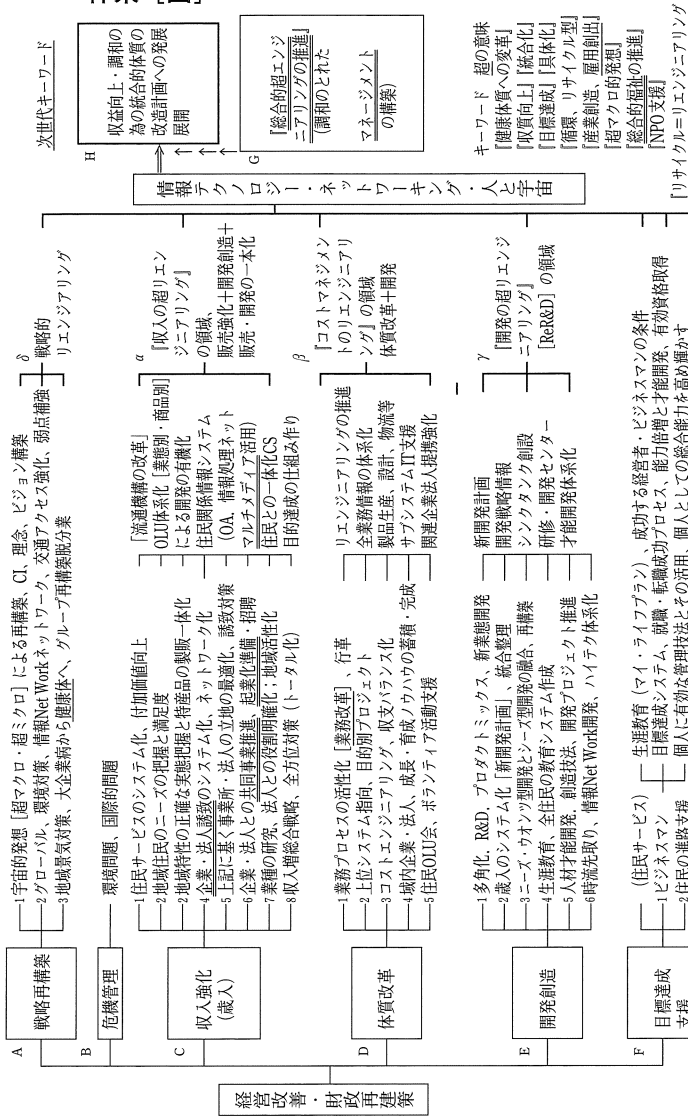 経営改善・財政再建策
A
戦略再構築
1宇宙的発想［超マクロ・超ミクロ］による再構築、CI、理念、ビジョン構築
2グローバル、環境対策、情報Net Workネットワーク、交通アクセス強化、弱点補強
3地域景気対策、大企業病から健康体へ、グループ再構築脱分業
δ
戦略的
リエンジアリング
B
危機管理
環境問題、国際的問題
C
収入強化
(歳入)
1住民サービスのシステム化、付加価値向上
2地域住民のニーズの把握と満足度
2地域特性の正確な実態把握と特産品の製販一体化
4企業・法人誘致のシステム化、ネットワーク化
5上記に基く事業所・法人の立地の最適化、誘致対策
6企業・法人との共同事業推進、起業化準備・招聘
7業種の研究、法人との役割明催化；地域活性化
8収入増総合戦略、全方位対策（トータル化）
［流通機構の改革］
OLU体系化［業態別・商品別］
による開発の有機化
住民関係情報システム
(OA、情報処理ネット
マルチメディア活用)
住民との一体化CS
目的達成の仕組み作り
α
『収入の超リエン
ジニアリング』
の領域、
販売強化＋開発創造＋
販売・開発の一本化
D
体質改革
1業務プロセスの活性化［業務改革］、行革
2上位システム指向、目的別プロジェクト
3コストエンジニアリング、収支バランス化
4域内企業・法人、成長・育成ノウハウの蓄積・完成
5住民OLU会、ボランティア活動支援
リエンジニアリングの推進
全業務情報の体系化
製品生産、設計、物流等
サブシステムIT支援
関連企業法人提携強化
β
『コストマネジメン
トのリエンジニアリ
ング』の領域
体質改革＋開発
E
開発創造
1多角化、R&D、プロダクトミックス、新業態開発
2歳入のシステム化「新開発計画」、統合整理
3ニーズ・ウオンツ型開発とシーズ型開発の融合、再構築
4生涯教育、全住民の教育システム作成
5人材才能開発、創造技法、開発プロジェクト推進
6時流先取り、情報Net Work開発、ハイテク体系化
新開発計画
開発戦略情報
シンクタンク創設
研修・開発センター
才能開発体系化
γ
『開発の超リエンジ
ニアリング』
［ReR&D］の領域
F
目標達成
支援
(住民サービス)
1ビジネスマン
2住民の進路支援
生涯教育（マイ・ライフプラン）、成功する経営者・ビジネスマンの条件
目標達成システム、就職・転職成功プロセス、能力倍増と才能開発、有効資格取得
個人に有効な管理技法とその活用、個人としての総合能力を高め輝かす
情報テクノロジー・ネットワーキング・人と宇宙
次世代キーワード
H
収益向上・調和の
為の統合的体質の
改造計画への発展
展開
G
『総合的超エンジ
ニアリングの推進』
(調和のとれた
マネージメント
の構築)
キーワード　超の意味
『健康体質への変革』
『収質向上』『統合化』
『目標達成』『具体化』
『循環、リサイクル型』
『産業創造、雇用創出』
『超マクロ的発想』
『総合的福祉の推進』
『NPO支援』
『リサイクル＝リエンジニアリング